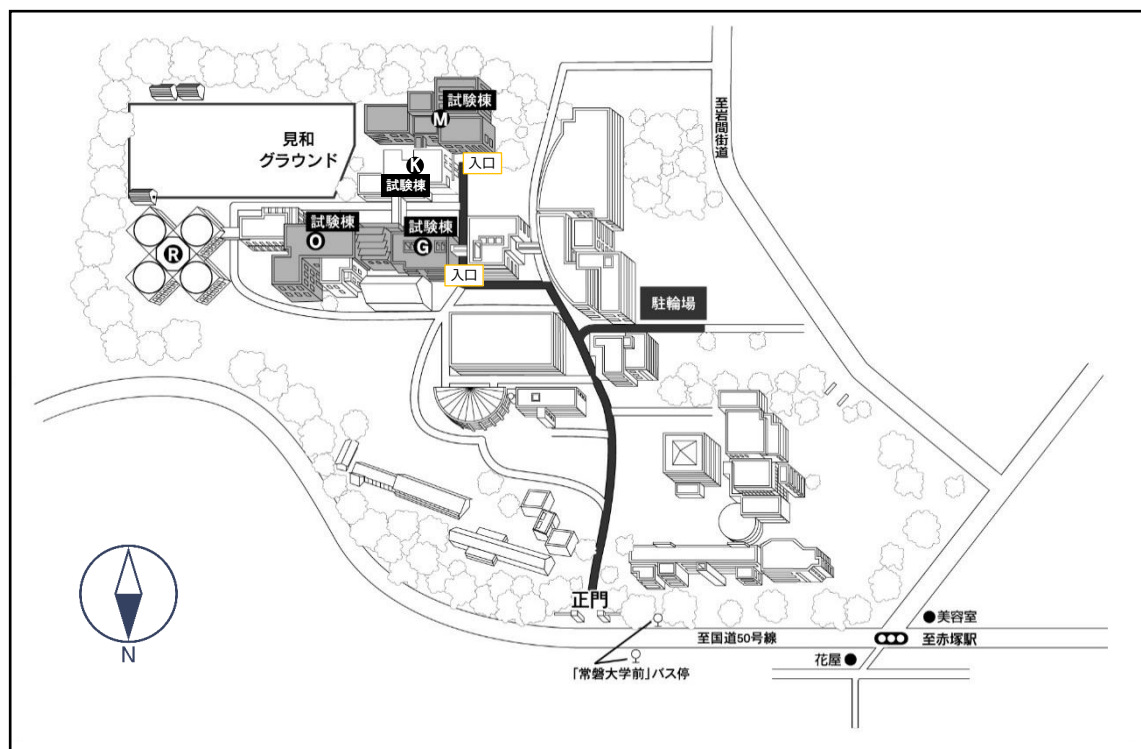 試験棟
M
見和
グラウンド
K
入口
試験棟
試験棟
試験棟
O
G
R
入口
至岩間街道
駐輪場
正門
美容室
至国道50号線
至赤塚駅
花屋
「常磐大学前」バス停
N